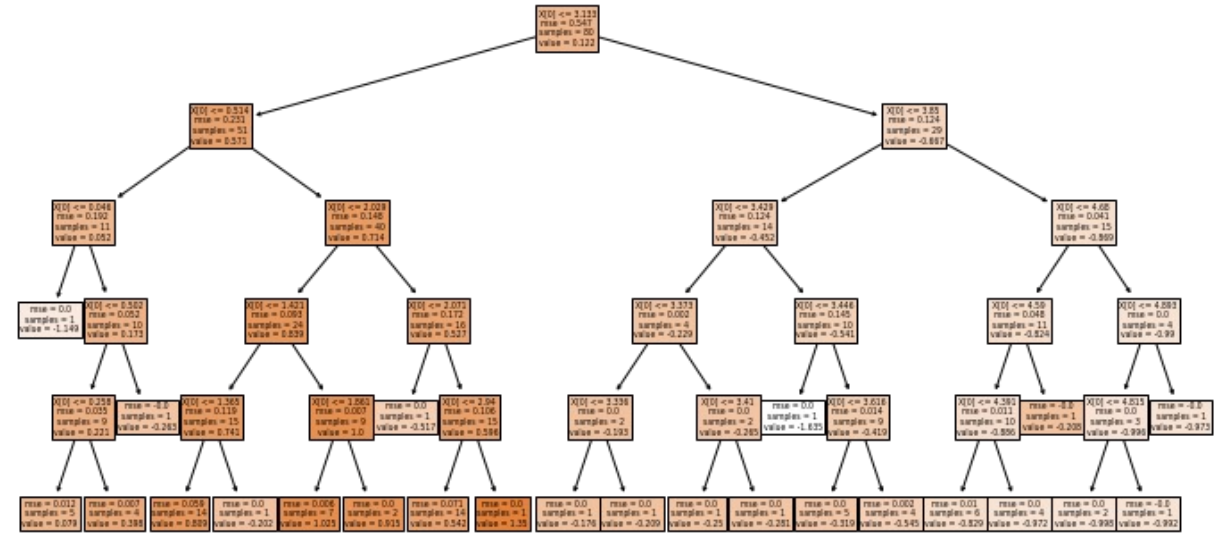 X[0] <= 3.133
mse = 0.547
samples = 80
value = 0.122
X[0] <= 0.514
mse = 0.231
samples = 51
value = 0.571
X[0] <= 3.85
mse = 0.124
samples = 29
value = -0.667
X[0] <= 0.046
mse = 0.192
samples = 11
value = 0.052
X[0] <= 2.029
mse = 0.148
samples = 40
value = 0.714
X[0] <= 3.429
mse = 0.124
samples = 14
value = -0.452
X[0] <= 4.68
mse = 0.041
samples = 15
value = -0.869
mse = 0.0
samples = 1
value = -1.149
X[0] <= 0.502
mse = 0.052
samples = 10
value = 0.173
X[0] <= 1.421
mse = 0.093
samples = 24
value = 0.839
X[0] <= 2.071
mse = 0.172
samples = 16
value = 0.527
X[0] <= 3.373
mse = 0.002
samples = 4
value = -0.229
X[0] <= 3.446
mse = 0.145
samples = 10
value = -0.541
X[0] <= 4.59
mse = 0.048
samples = 11
value = -0.824
X[0] <= 4.893
mse = 0.0
samples = 4
value = -0.99
X[0] <= 0.258
mse = 0.035
samples = 9
value = 0.221
mse = -0.0
samples = 1
value = -0.263
X[0] <= 1.365
mse = 0.119
samples = 15
value = 0.741
X[0] <= 1.861
mse = 0.007
samples = 9
value = 1.0
mse = 0.0
samples = 1
value = -0.517
X[0] <= 2.94
mse = 0.106
samples = 15
value = 0.596
X[0] <= 3.336
mse = 0.0
samples = 2
value = -0.193
X[0] <= 3.41
mse = 0.0
samples = 2
value = -0.265
mse = 0.0
samples = 1
value = -1.635
X[0] <= 3.616
mse = 0.014
samples = 9
value = -0.419
X[0] <= 4.391
mse = 0.011
samples = 10
value = -0.886
mse = -0.0
samples = 1
value = -0.208
X[0] <= 4.815
mse = 0.0
samples = 3
value = -0.996
mse = -0.0
samples = 1
value = -0.973
mse = 0.012
samples = 5
value = 0.079
mse = 0.007
samples = 4
value = 0.398
mse = 0.059
samples = 14
value = 0.809
mse = 0.0
samples = 1
value = -0.202
mse = 0.006
samples = 7
value = 1.025
mse = 0.0
samples = 2
value = 0.915
mse = 0.071
samples = 14
value = 0.542
mse = 0.0
samples = 1
value = 1.35
mse = 0.0
samples = 1
value = -0.176
mse = 0.0
samples = 1
value = -0.209
mse = 0.0
samples = 1
value = -0.25
mse = 0.0
samples = 1
value = -0.281
mse = 0.0
samples = 5
value = -0.319
mse = 0.002
samples = 4
value = -0.545
mse = 0.01
samples = 6
value = -0.829
mse = 0.0
samples = 4
value = -0.972
mse = 0.0
samples = 2
value = -0.998
mse = -0.0
samples = 1
value = -0.992